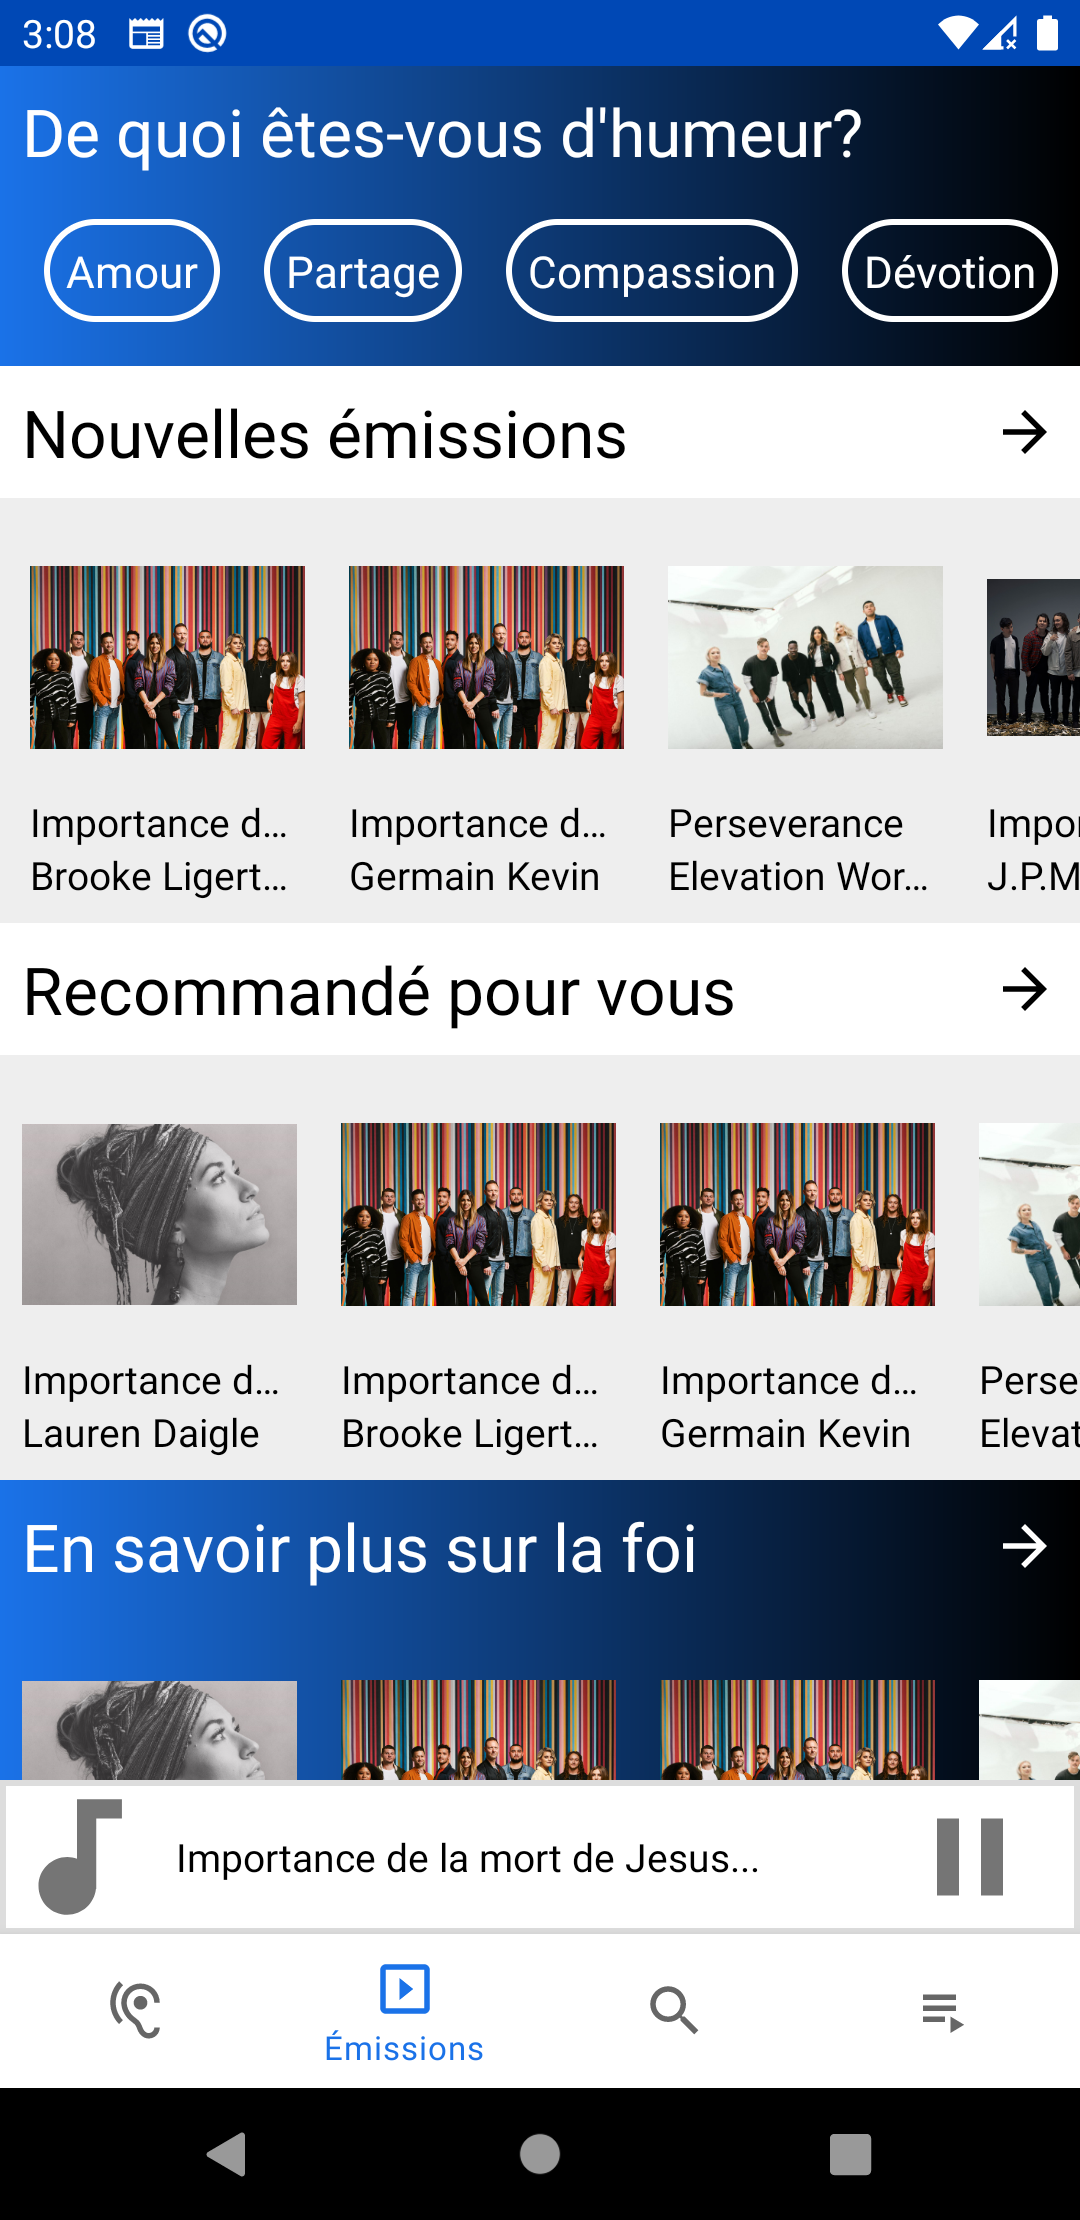 3:08
De quoi êtes-vous d'humeur?
Amour
Partage
Compassion
Dévotion
Nouvelles émissions
Importance d...
Brooke Ligert...
Importance d...
Germain Kevin
Perseverance
Elevation Wor...
Impor
J.P.M
Recommandé pour vous
Importance d...
Lauren Daigle
Importance d...
Brooke Ligert...
Importance d...
Germain Kevin
Perse
Elevat
En savoir plus sur la foi
Importance de la mort de Jesus...
Émissions